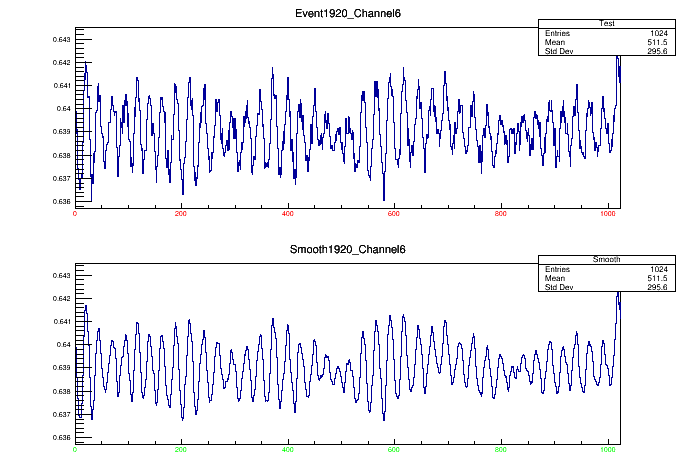 Event1920_Channel6
Test
Entries 1024
Mean 511.5
Std Dev 295.6
0.643
0.642
0.641
0.64
0.639
0.638
0.637
0.636
0 200 400 600 800 1000
Smooth1920_Channel6
Smooth
Entries 1024
Mean 511.5
Std Dev 295.6
0.643
0.642
0.641
0.64
0.639
0.638
0.637
0.636
0 200 400 600 800 1000